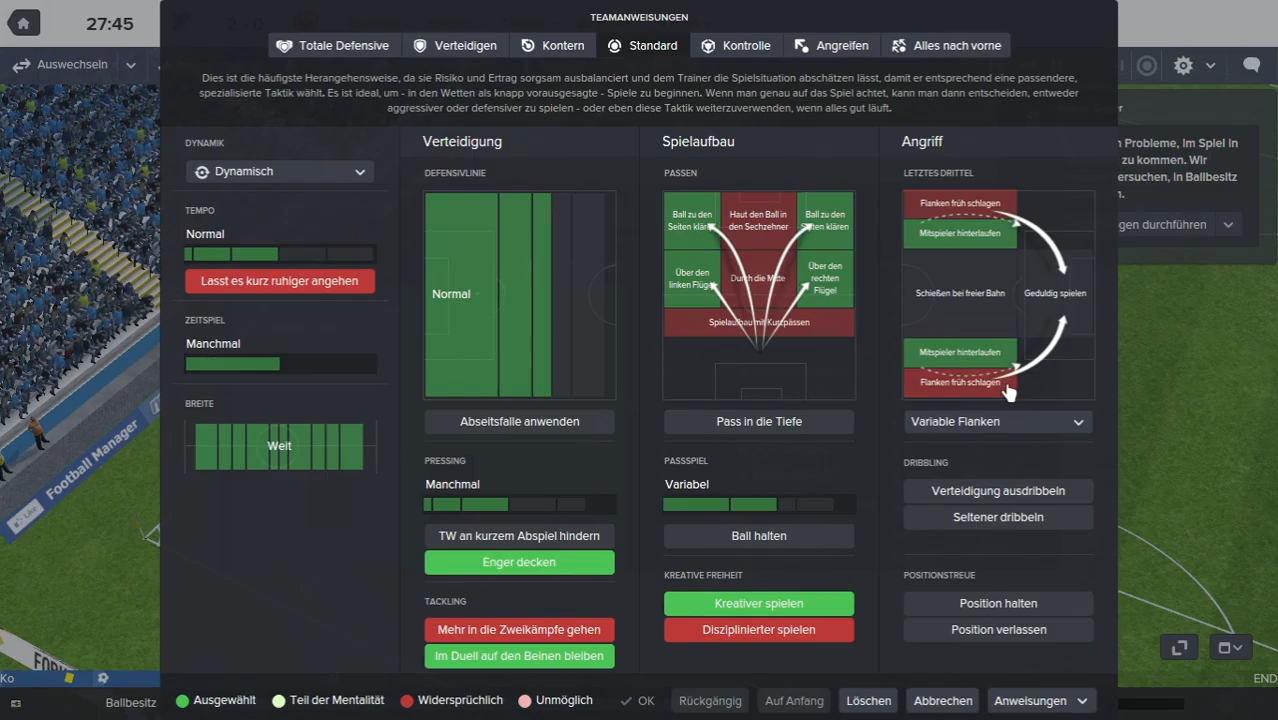 TEAMANWEISUNGEN
27:45
Totale Defensive
Verteidigen
Kontern
Standard
Kontrolle
Angreifen
Alles nach vorne
Auswechseln
Dies ist die häufigste Herangehensweise, da sie Risiko und Ertrag sorgsam ausbalanciert und dem Trainer die Spielsituation abschätzen lässt, damit er entsprechend eine passendere,
spezialisierte Taktik wählt. Es ist ideal, um - in den Wetten als knapp vorausgesagte - Spiele zu beginnen. Wenn man genau auf das Spiel achtet, kann man dann entscheiden, entweder
aggressiver oder defensiver zu spielen - oder eben diese Taktik weiterzuverwenden, wenn alles gut läuft.
Probleme, im Spiel in
zu kommen. Wir
ersuchen, in Ballbesitz
gen durchführen
DYNAMIK
Dynamisch
TEMPO
Normal
Lasst es kurz ruhiger angehen
ZEITSPIEL
Manchmal
BREITE
Weit
Verteidigung
DEFENSIVLINIE
Normal
Abseitsfalle anwenden
PRESSING
Manchmal
TW an kurzem Abspiel hindern
Enger decken
TACKLING
Mehr in die Zweikämpfe gehen
Im Duell auf den Beinen bleiben
Spielaufbau
PASSEN
Ball zu den
Seiten klären
Haut den Ball in
den Sechzehner
Ball zu den
Seiten klären
Über den
linken Flügel
Durch die Mitte
Über den
rechten
Flügel
Spielaufbau mit Kurzpässen
Pass in die Tiefe
PASSSPIEL
Variabel
Ball halten
KREATIVE FREIHEIT
Kreativer spielen
Disziplinierter spielen
Angriff
LETZTES DRITTEL
Flanken früh schlagen
Mitspieler hinterlaufen
Schießen bei freier Bahn
Geduldig spielen
Mitspieler hinterlaufen
Flanken früh schlagen
Variable Flanken
DRIBBLING
Verteidigung ausdribbeln
Seltener dribbeln
POSITIONSTREUE
Position halten
Position verlassen
Like
Football Manager
Ko
END
Ballbesitz
Ausgewählt
Teil der Mentalität
Widersprüchlich
Unmöglich
OK
Rückgängig
Auf Anfang
Löschen
Abbrechen
Anweisungen